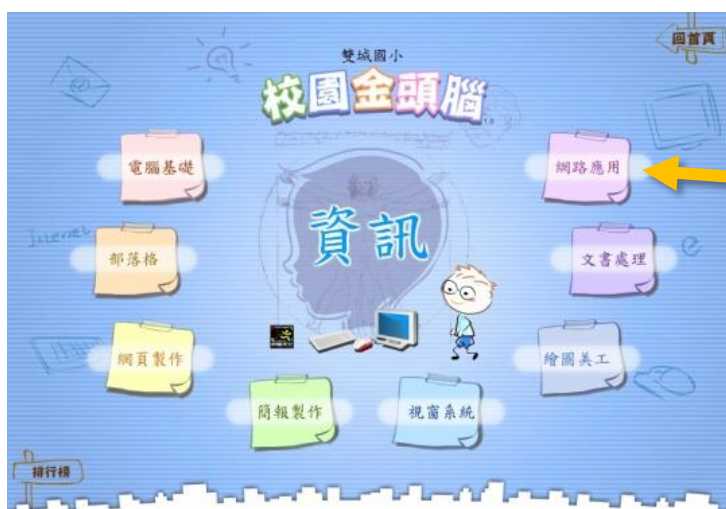 回首頁
雙城國小
校園金頭腦
電腦基礎
網路應用
資訊
Internet
部落格
文書處理
e
網頁製作
繪圖美工
簡報製作
視窗系統
排行榜